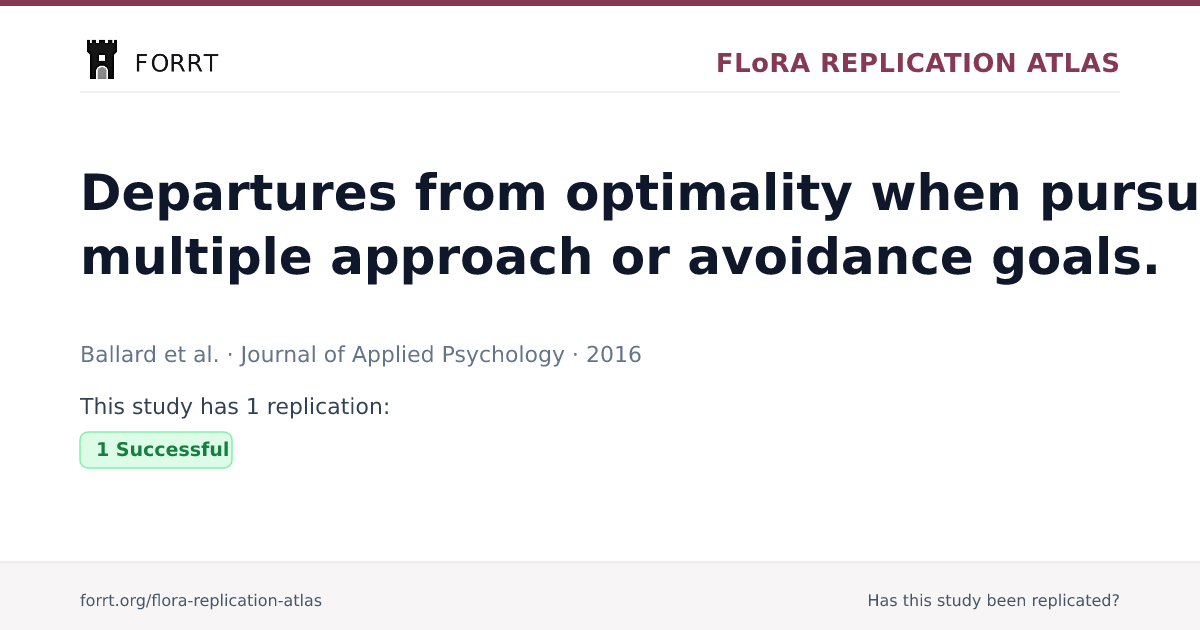 FORRT
FLoRA REPLICATION ATLAS
Departures from optimality when pursu
multiple approach or avoidance goals.
Ballard et al. · Journal of Applied Psychology · 2016
This study has 1 replication:
1 Successful
forrt.org/flora-replication-atlas
Has this study been replicated?